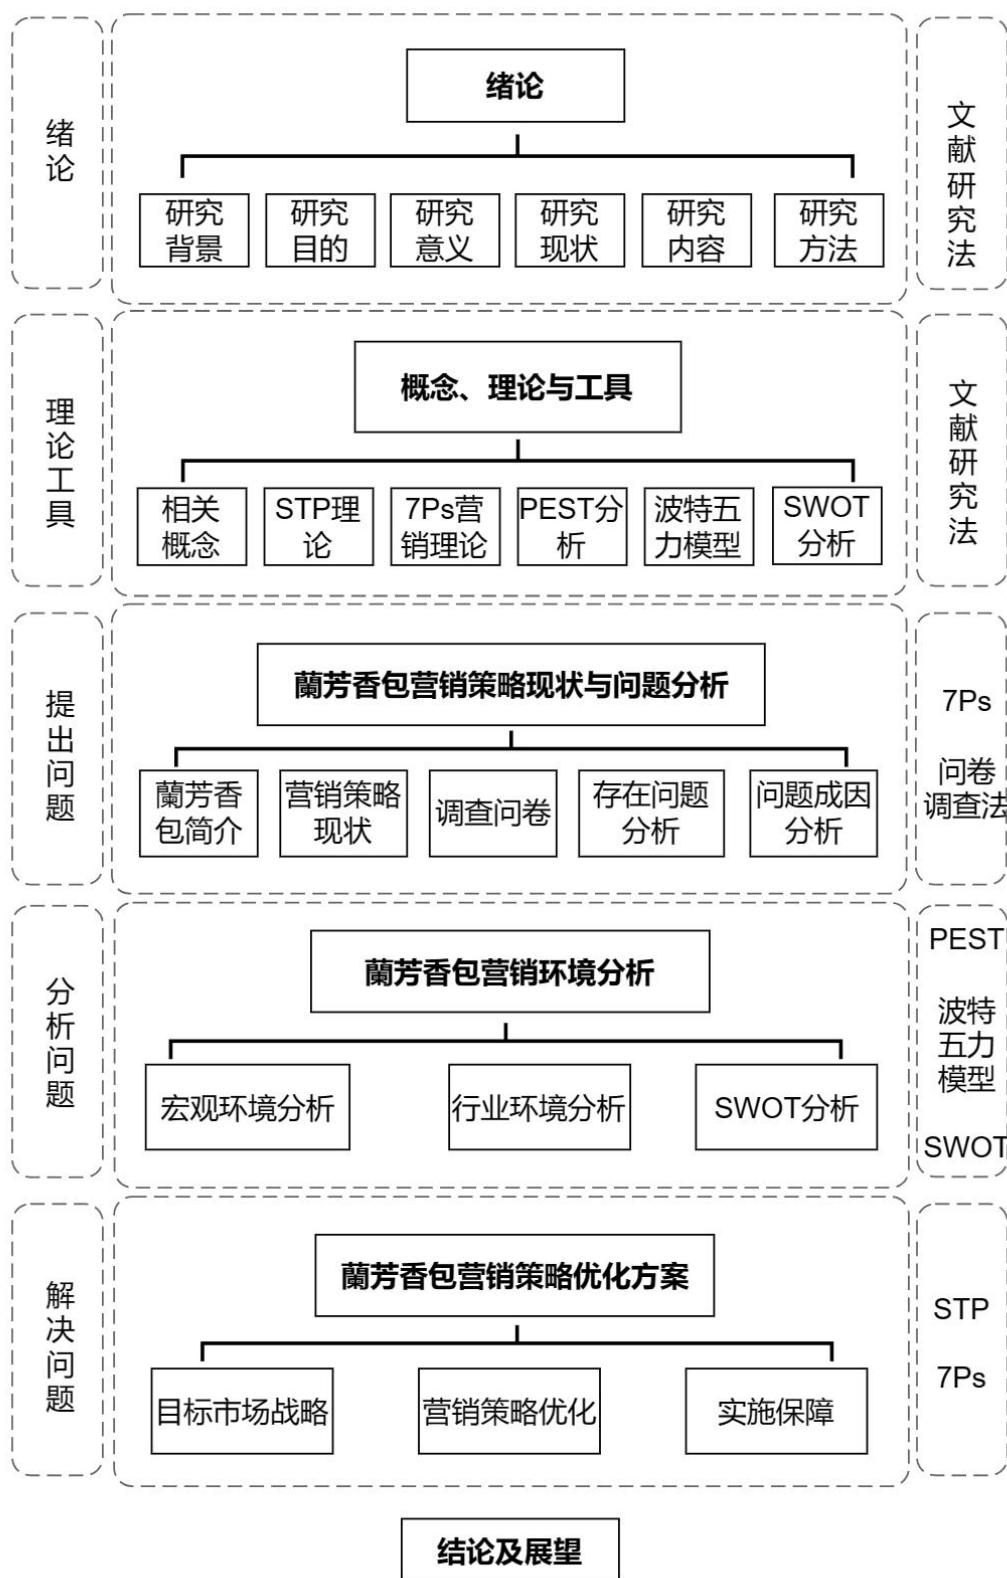 绪论
绪论
研究
背景
研究
目的
研究
意义
研究
现状
研究
内容
研究
方法
文献研究法
理论工具
概念、理论与工具
相关
概念
STP理
论
7Ps营
销理论
PEST分
析
波特五
力模型
SWOT
分析
文献研究法
提出问题
蘭芳香包营销策略现状与问题分析
蘭芳香
包简介
营销策略
现状
调查问卷
存在问题
分析
问题成因
分析
7Ps
问卷
调查法
分析问题
蘭芳香包营销环境分析
宏观环境分析
行业环境分析
SWOT分析
PEST
波特
五力
模型
SWOT
解决问题
蘭芳香包营销策略优化方案
目标市场战略
营销策略优化
实施保障
STP
7Ps
结论及展望